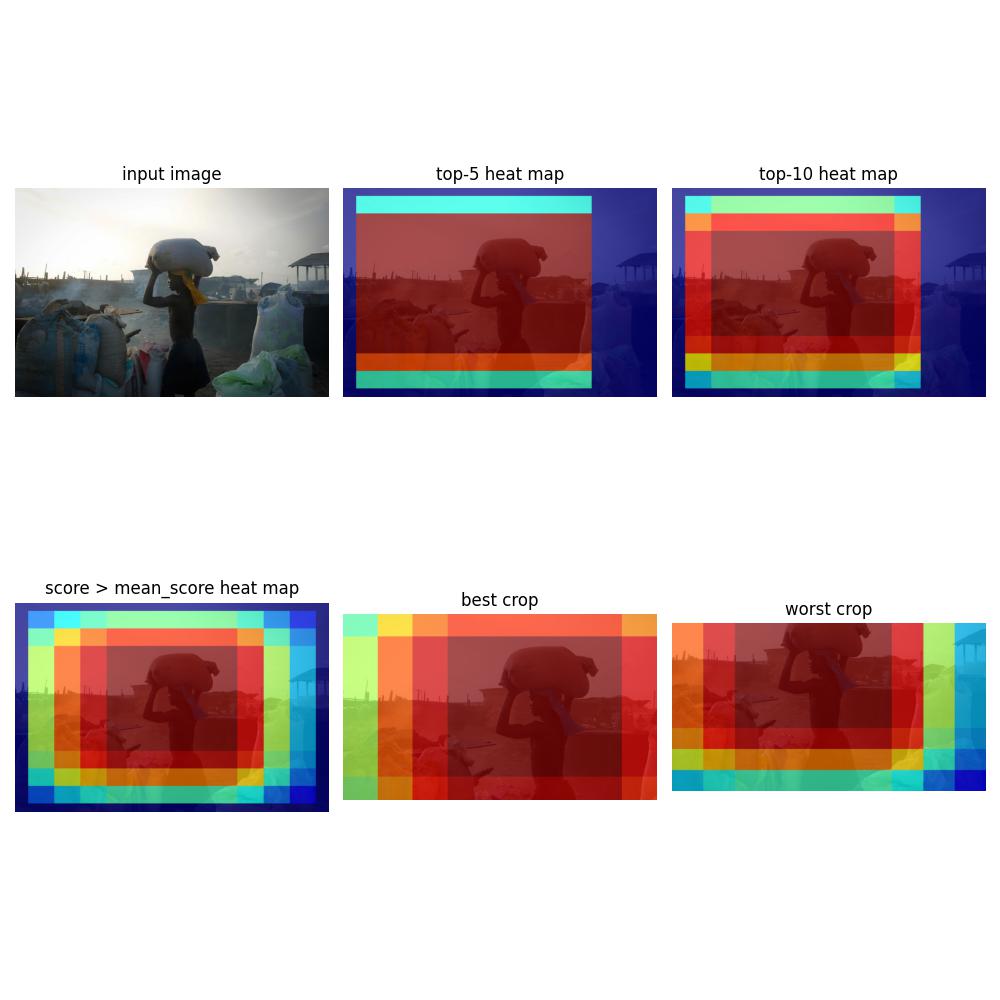 input image
top-5 heat map
top-10 heat map
score > mean_score heat map
best crop
worst crop